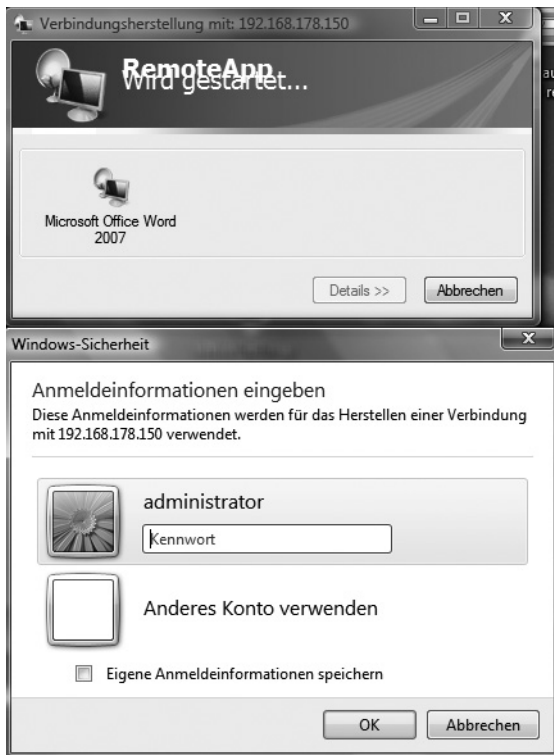 Verbindungsherstellung mit: 192.168.178.150
RemoteApp
Wird gestartet...
Microsoft Office Word
2007
Details >>
Abbrechen
Windows-Sicherheit
Anmeldeinformationen eingeben
Diese Anmeldeinformationen werden für das Herstellen einer Verbindung
mit 192.168.178.150 verwendet.
administrator
Kennwort
Anderes Konto verwenden
Eigene Anmeldeinformationen speichern
OK
Abbrechen